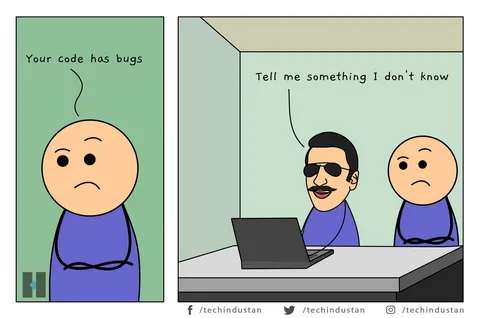 Your code has bugs
Tell me something I don't know
/techindustan /techindustan /techindustan